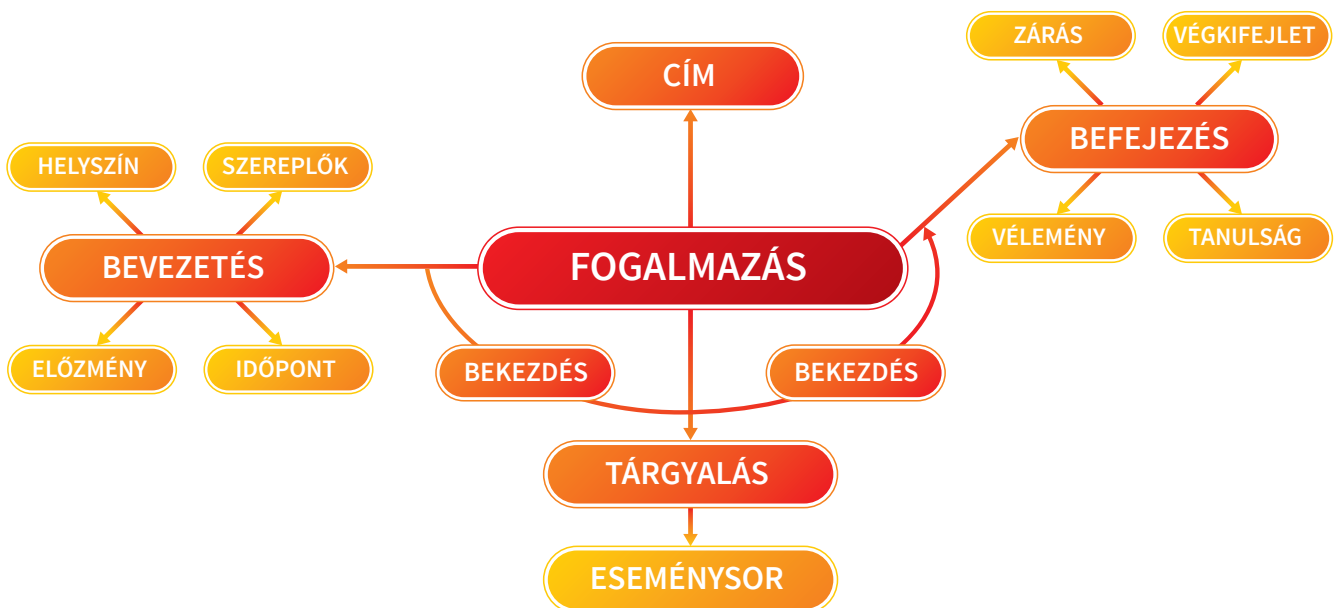 CÍM
ZÁRÁS
VÉGKIFEJLET
BEFEJEZÉS
VÉLEMÉNY
TANULSÁG
HELYSZÍN
SZEREPLŐK
BEVEZETÉS
ELŐZMÉNY
IDŐPONT
FOGALMAZÁS
BEKEZDÉS
BEKEZDÉS
TÁRGYALÁS
ESEMÉNYSOR